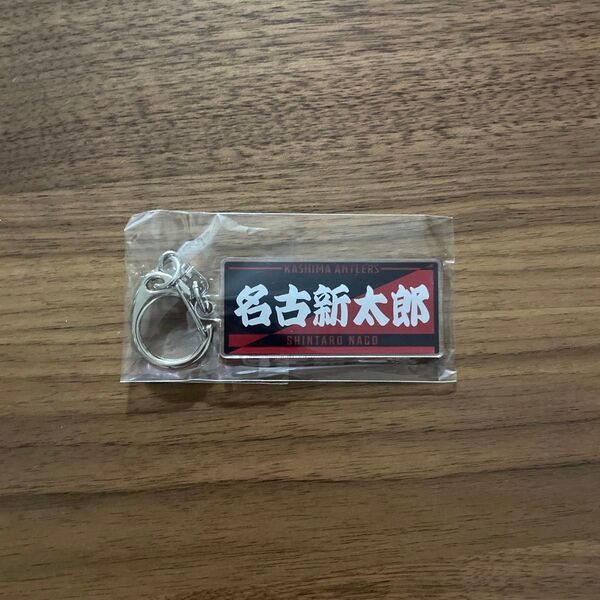 KASHIMA ANTLERS
名古新太郎
SHINTARO NAGO